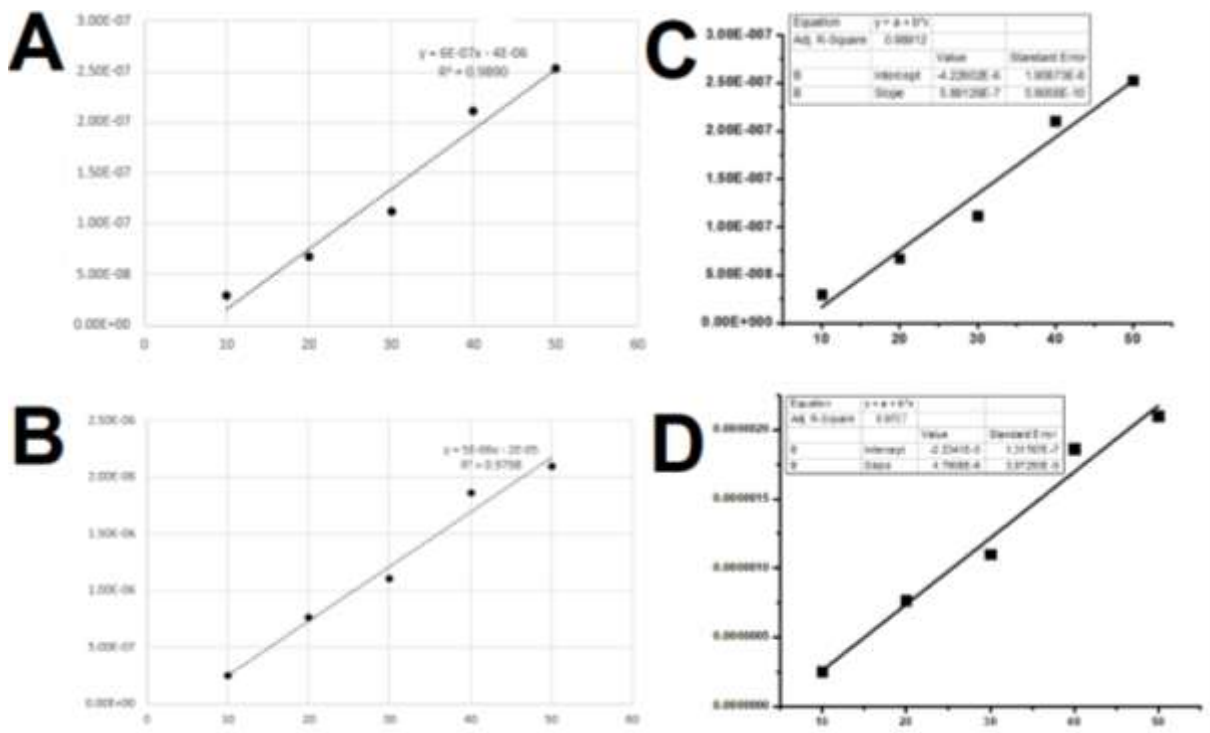 A
3.00E-07
2.50E-07
2.00E-07
1.50E-07
1.00E-07
5.00E-08
0.00E+00
0 10 20 30 40 50 60
y = 6E-07x - 4E-06
C
Equation y = a + b*x
Adj. R-Square
Value Standard Error
B Intercept
B Slope
3.00E-007
2.50E-007
2.00E-007
1.50E-007
1.00E-007
5.00E-008
0.00E+000
10 20 30 40 50
B
2.50E-06
2.00E-06
1.50E-06
1.00E-06
5.00E-07
0.00E+00
0 10 20 30 40 50 60
y = 5E-06x - 2E-05
R² = 0.9798
D
Equation y = a + b*x
Adj. R-Square
Value Standard Error
B Intercept
B Slope
0.0000020
0.0000015
0.0000010
0.0000005
0.0000000
10 20 30 40 50